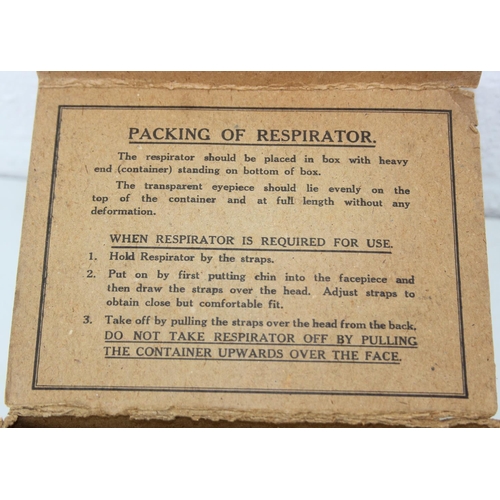 PACKING OF RESPIRATOR.
The respirator should be placed in box with heavy
end (container) standing on bottom of box.
The transparent eyepiece should lie evenly on the
top of the container and at full length without any
deformation.
WHEN RESPIRATOR IS REQUIRED FOR USE.
1. Hold Respirator by the straps.
2. Put on by first putting chin into the facepiece and
then draw the straps over the head. Adjust straps to
obtain close but comfortable fit.
3. Take off by pulling the straps over the head from the back.
DO NOT TAKE RESPIRATOR OFF BY PULLING
THE CONTAINER UPWARDS OVER THE FACE.